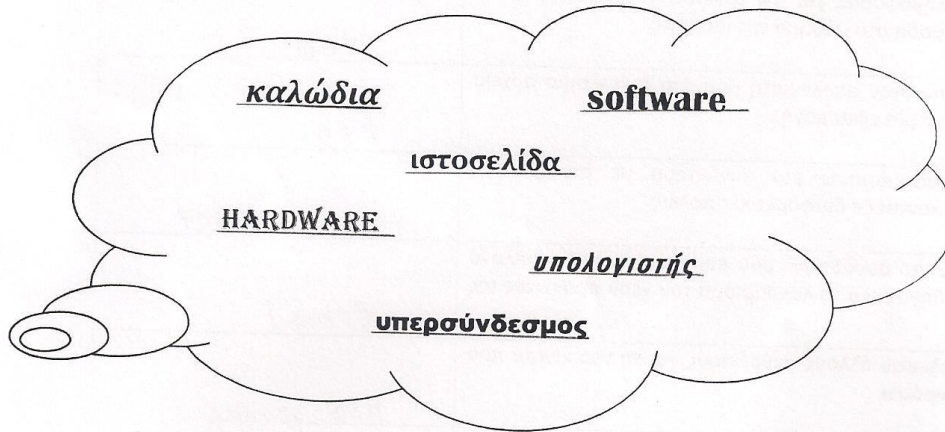 καλώδια
software
ιστοσελίδα
HARDWARE
υπολογιστής
υπερσύνδεσμος